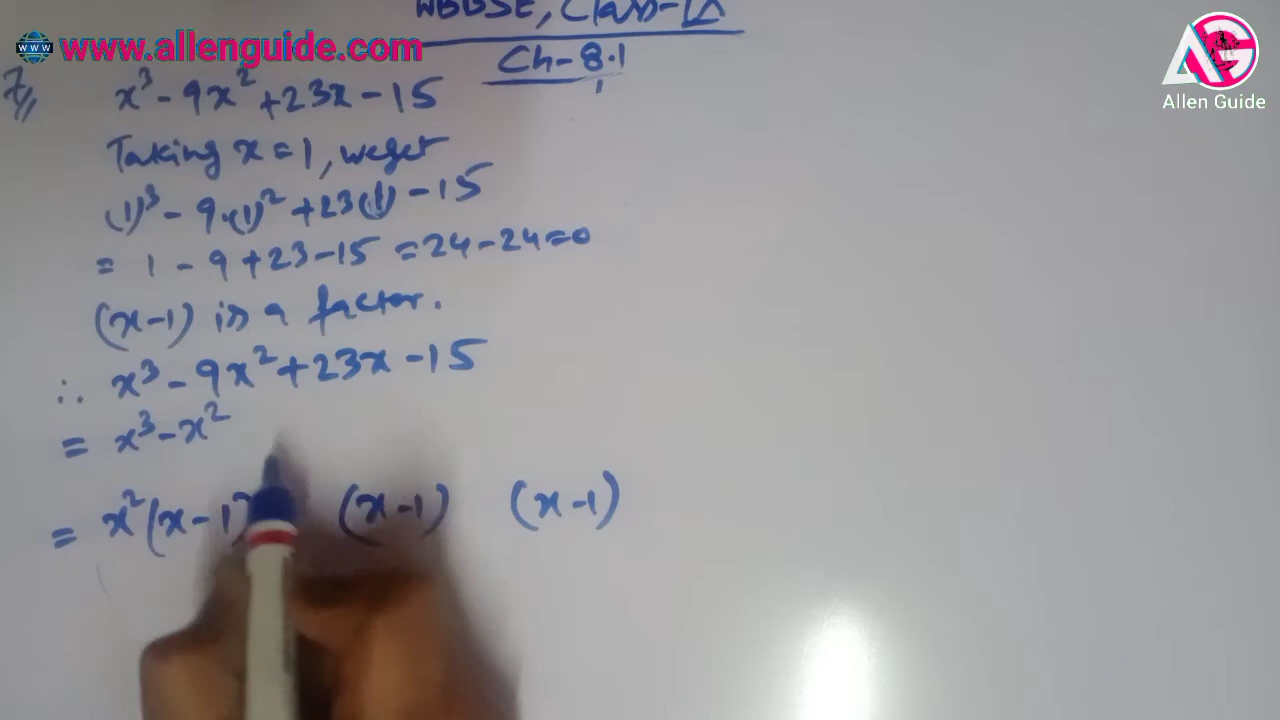 WBBSE, Class-IX
www.allenguide.com
Ch-8.1
AG
Allen Guide
7,, x³ - 9x² + 23x - 15
Taking x = 1, we get
(1)³ - 9.(1)² + 23(1) - 15
= 1 - 9 + 23 - 15 = 24 - 24 = 0
(x-1) is a factor.
∴ x³ - 9x² + 23x - 15
= x³ - x²
= x²(x-1) (x-1) (x-1)